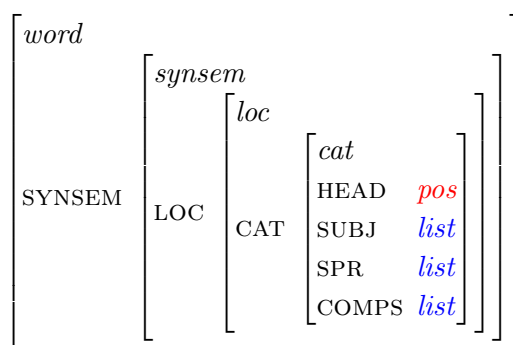 word
synsem
loc
cat
HEAD pos
SYNSEM LOC CAT SUBJ list
SPR list
COMPS list